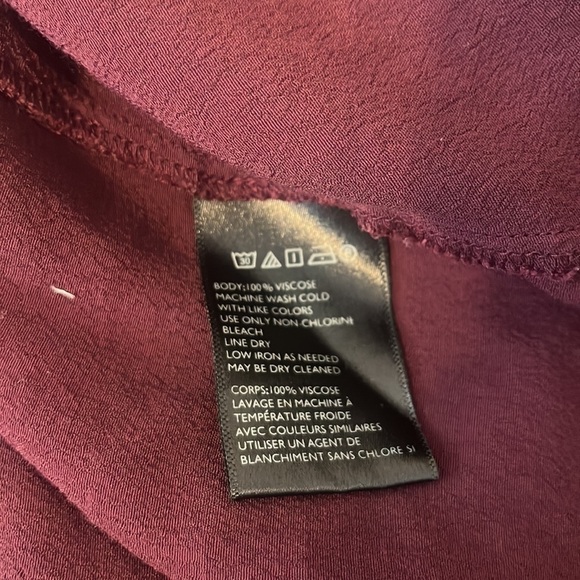 30
BODY:100% VISCOSE
MACHINE WASH COLD
WITH LIKE COLORS
USE ONLY NON-CHLORINE
BLEACH
LINE DRY
LOW IRON AS NEEDED
MAY BE DRY CLEANED
CORPS:100% VISCOSE
LAVAGE EN MACHINE À
TEMPÉRATURE FROIDE
AVEC COULEURS SIMILAIRES
UTILISER UN AGENT DE
BLANCHIMENT SANS CHLORE SI